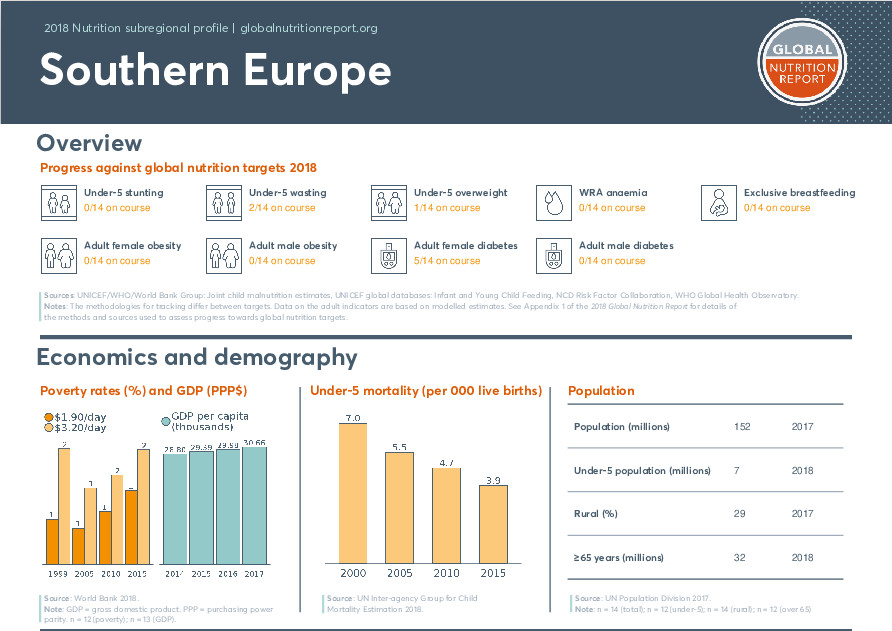 2018 Nutrition subregional profile | globalnutritionreport.org
Southern Europe
GLOBAL
NUTRITION
REPORT
Overview
Progress against global nutrition targets 2018
Under-5 stunting
0/14 on course
Under-5 wasting
2/14 on course
Under-5 overweight
1/14 on course
WRA anaemia
0/14 on course
Exclusive breastfeeding
0/14 on course
Adult female obesity
0/14 on course
Adult male obesity
0/14 on course
Adult female diabetes
5/14 on course
Adult male diabetes
0/14 on course
Sources: UNICEF/WHO/World Bank Group: Joint child malnutrition estimates, UNICEF global databases: Infant and Young Child Feeding, NCD Risk Factor Collaboration, WHO Global Health Observatory.
Notes: The methodologies for tracking differ between targets. Data on the adult indicators are based on modelled estimates. See Appendix 1 of the 2018 Global Nutrition Report for details of
the methods and sources used to assess progress towards global nutrition targets.
Economics and demography
Poverty rates (%) and GDP (PPP$)
$1.90/day
$3.20/day
GDP per capita
(thousands)
1 2 1 1 1 2 2
28.80 29.39 29.98 30.66
1999 2005 2010 2015
2014 2015 2016 2017
Source: World Bank 2018.
Note: GDP = gross domestic product. PPP = purchasing power
parity. n = 12 (poverty); n = 13 (GDP).
Under-5 mortality (per 000 live births)
7.0
5.5
4.7
3.9
2000 2005 2010 2015
Source: UN Inter-agency Group for Child
Mortality Estimation 2018.
Population
Population (millions) 152 2017
Under-5 population (millions) 7 2018
Rural (%) 29 2017
≥65 years (millions) 32 2018
Source: UN Population Division 2017.
Note: n = 14 (total); n = 12 (under-5); n = 14 (rural); n = 12 (over 65)